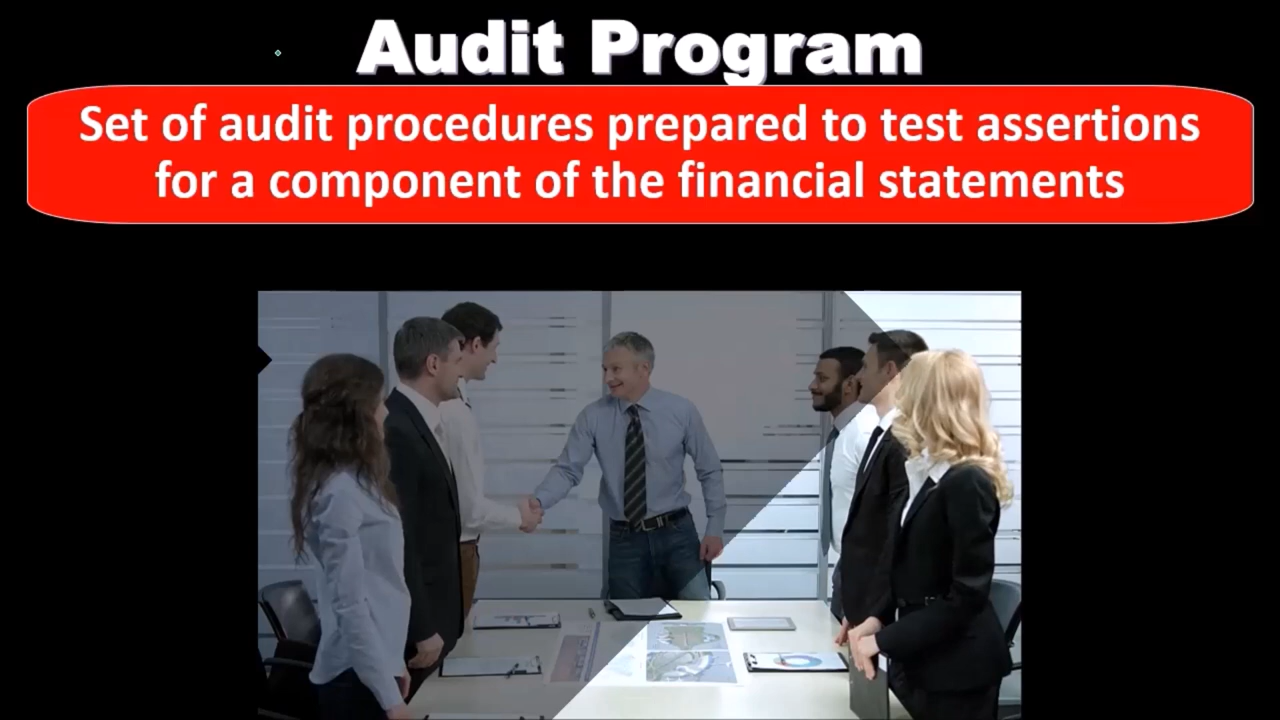 Audit Program
Set of audit procedures prepared to test assertions
for a component of the financial statements